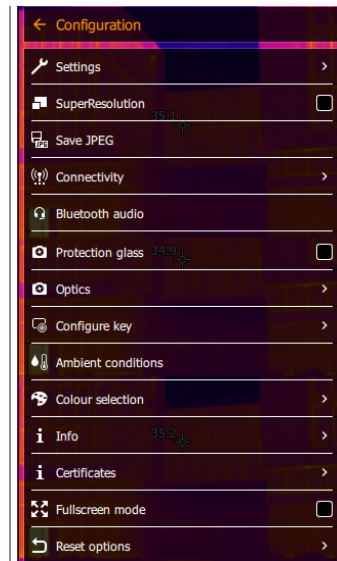 Configuration
Settings
SuperResolution
35.1
JPG
Save JPEG
Connectivity
Bluetooth audio
Protection glass
34.9
Optics
Configure key
Ambient conditions
Colour selection
Info
35.2
Certificates
Fullscreen mode
Reset options